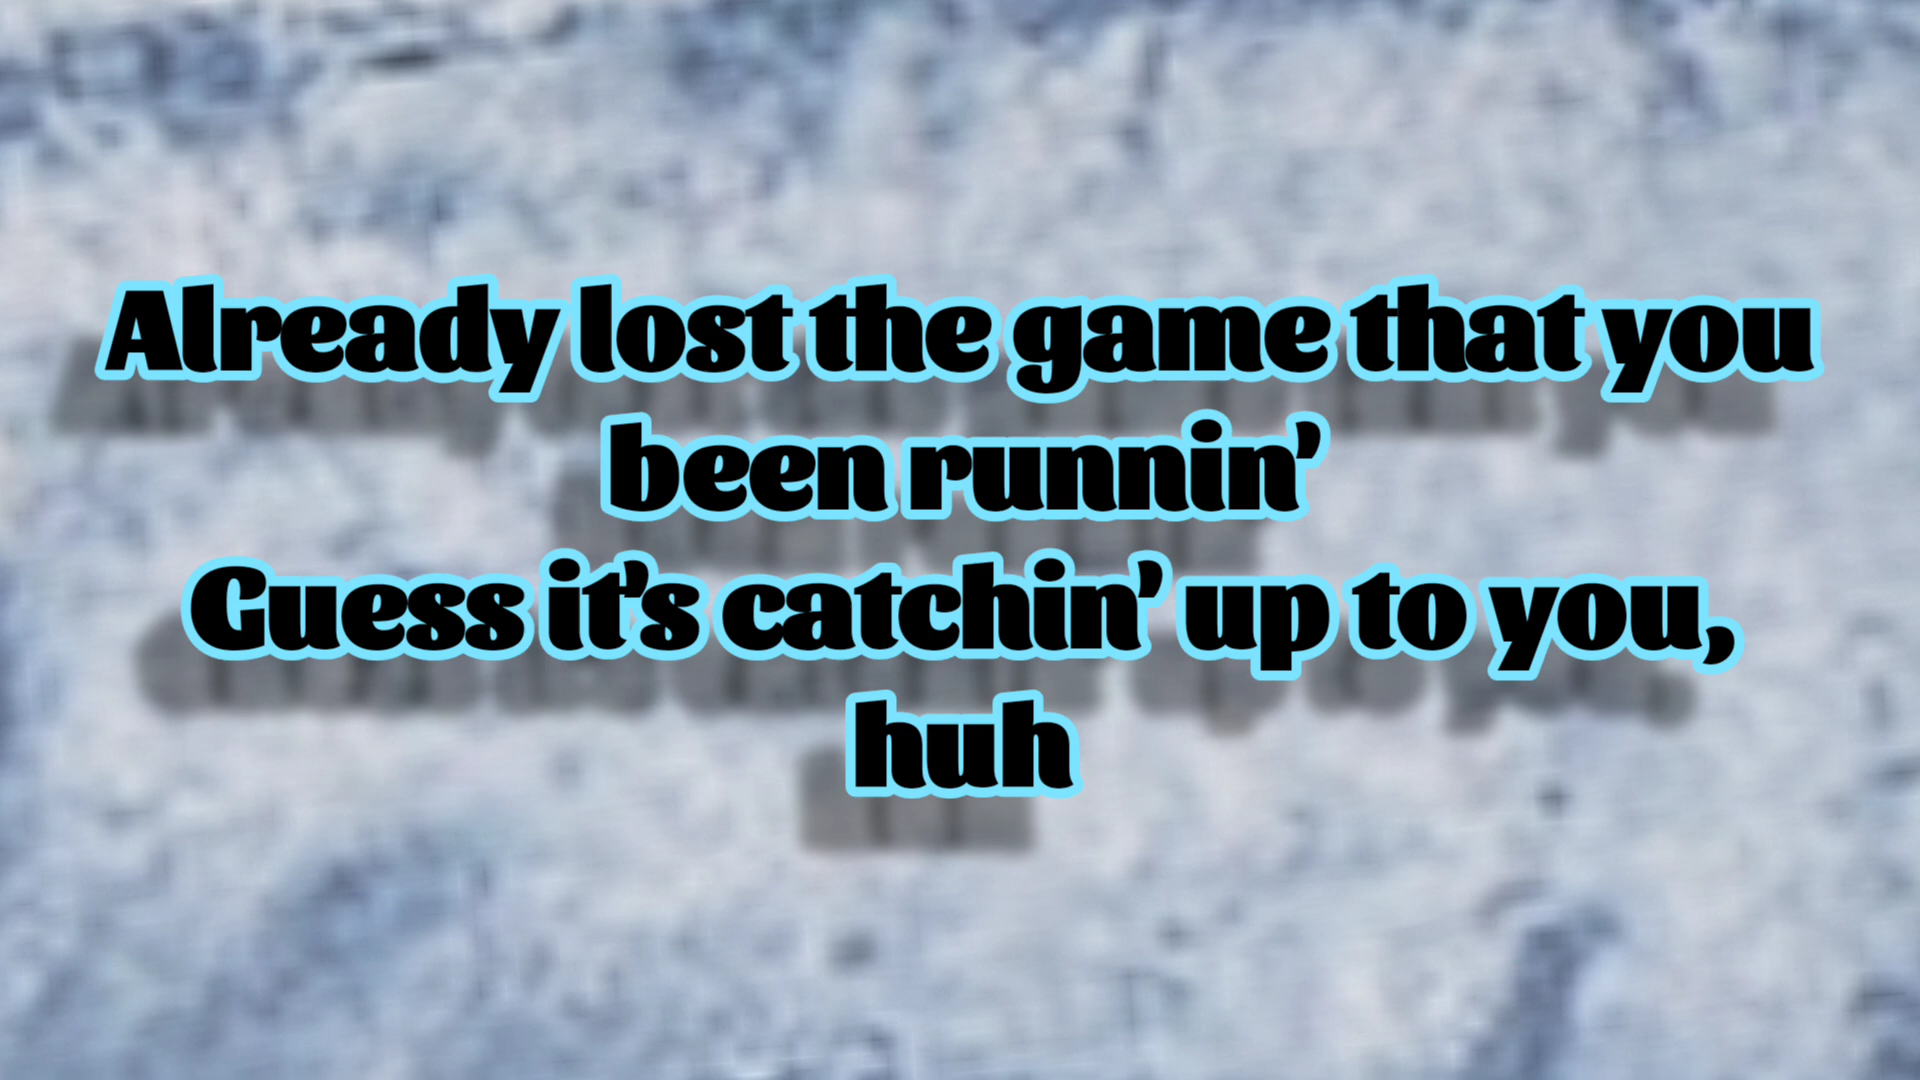 Already lost the game that you
been runnin'
Guess it's catchin' up to you,
huh